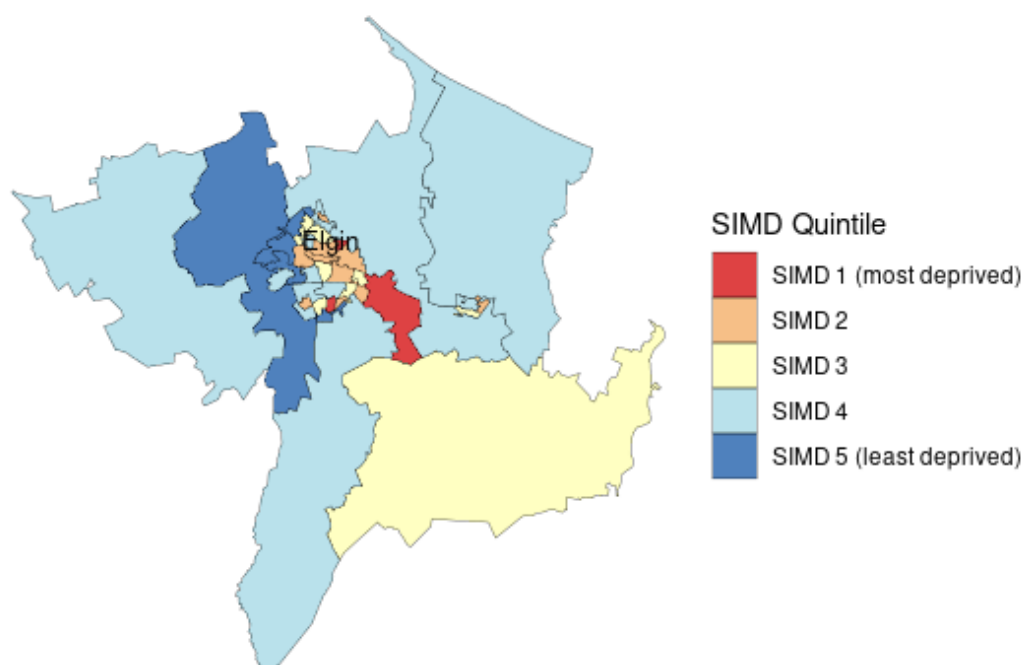 Elgin
SIMD Quintile
SIMD 1 (most deprived)
SIMD 2
SIMD 3
SIMD 4
SIMD 5 (least deprived)